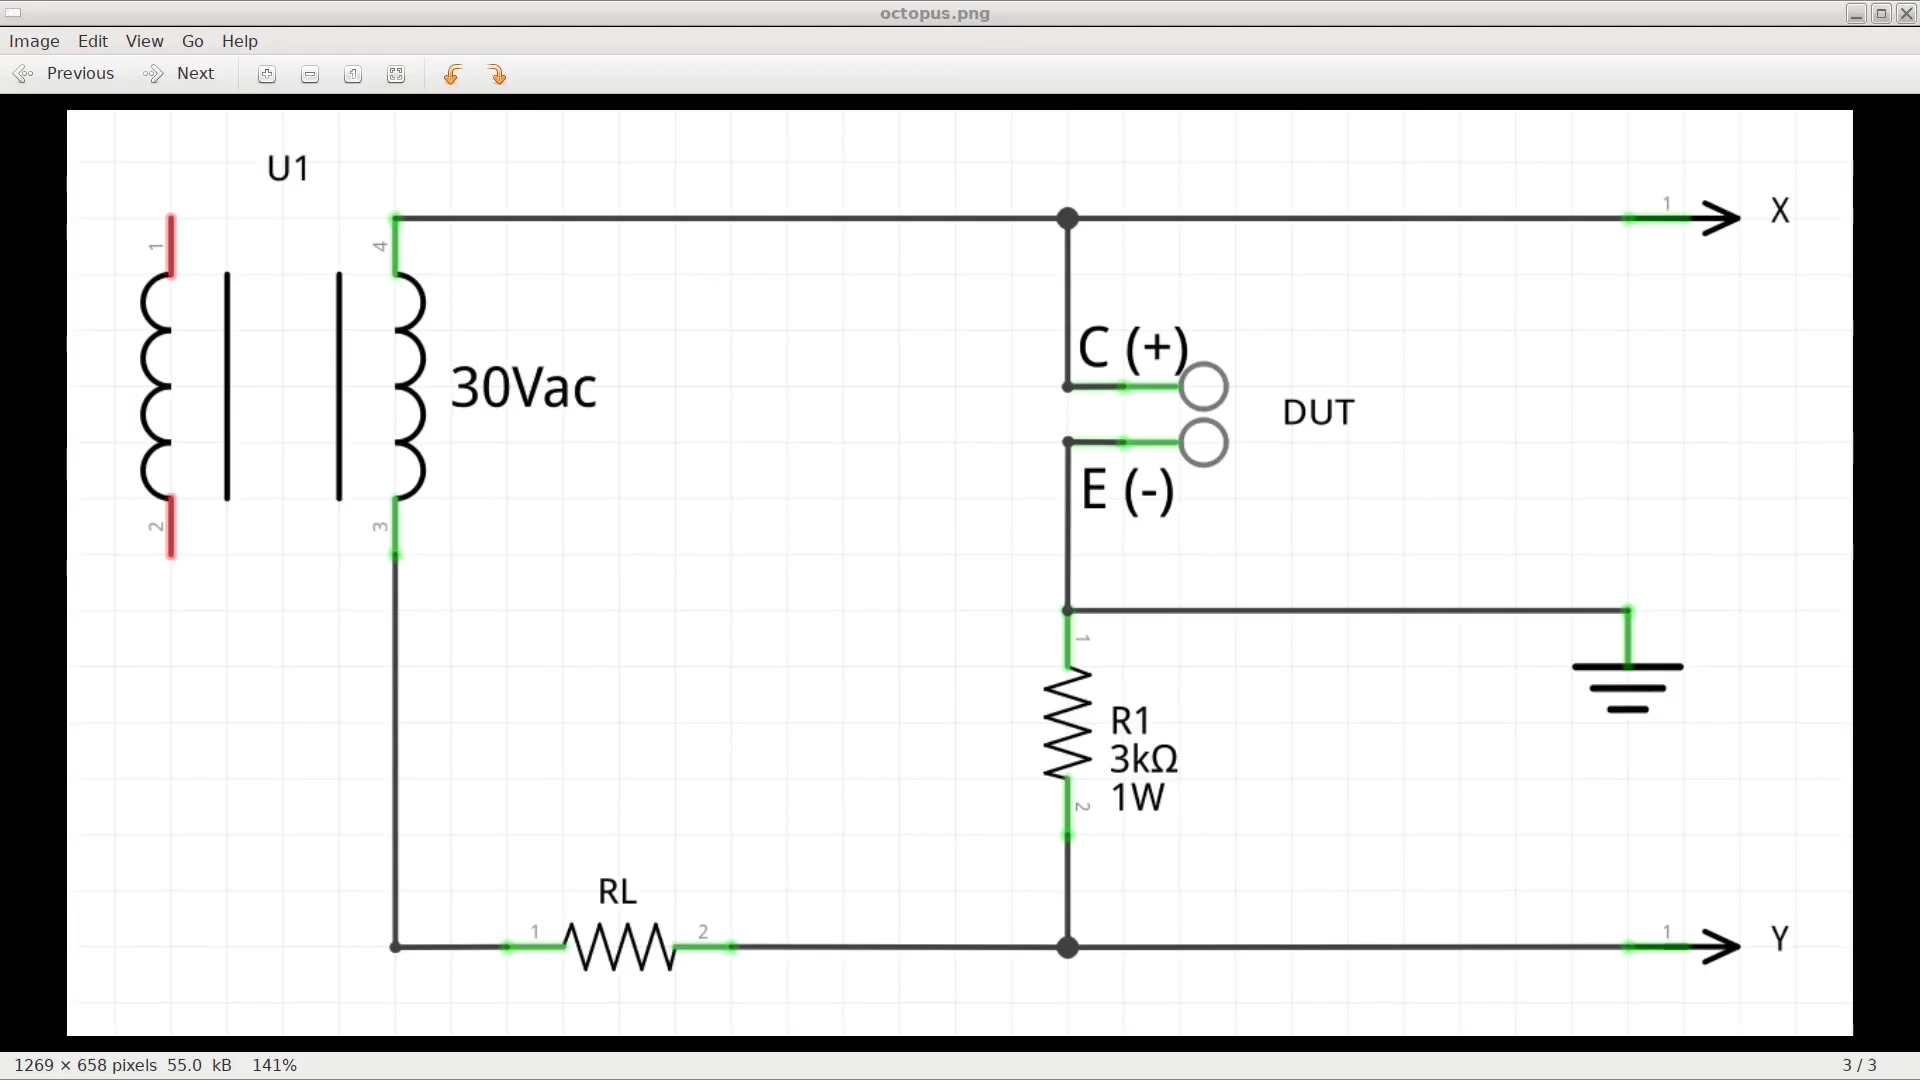 octopus.png
Image Edit View Go Help
Previous Next
U1
1
4
30Vac
2
3
1
X
C (+)
DUT
E (-)
1
R1
3kΩ
1W
2
RL
1
2
1
Y
1269 × 658 pixels 55.0 kB 141%
3 / 3